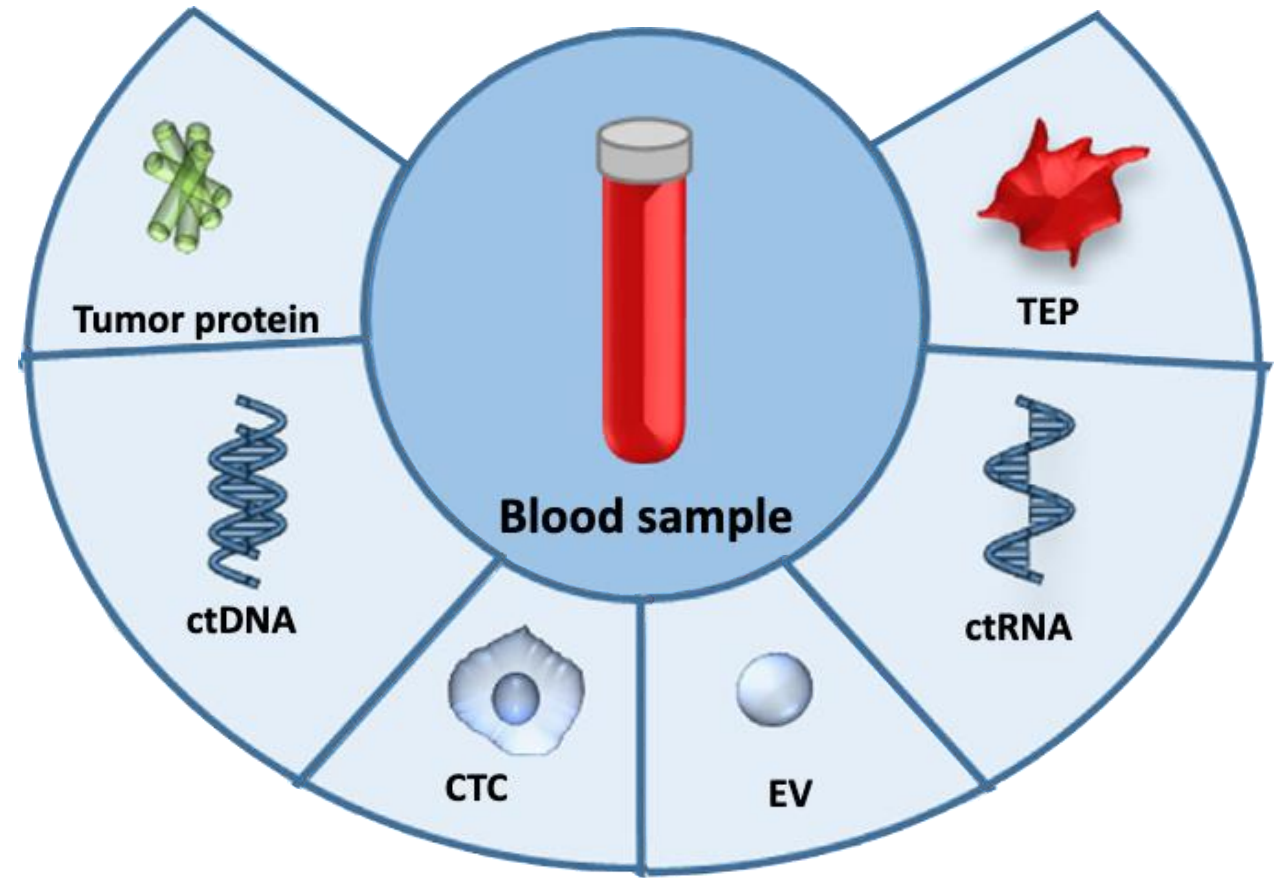 Blood sample
Tumor protein
ctDNA
CTC
EV
ctRNA
TEP